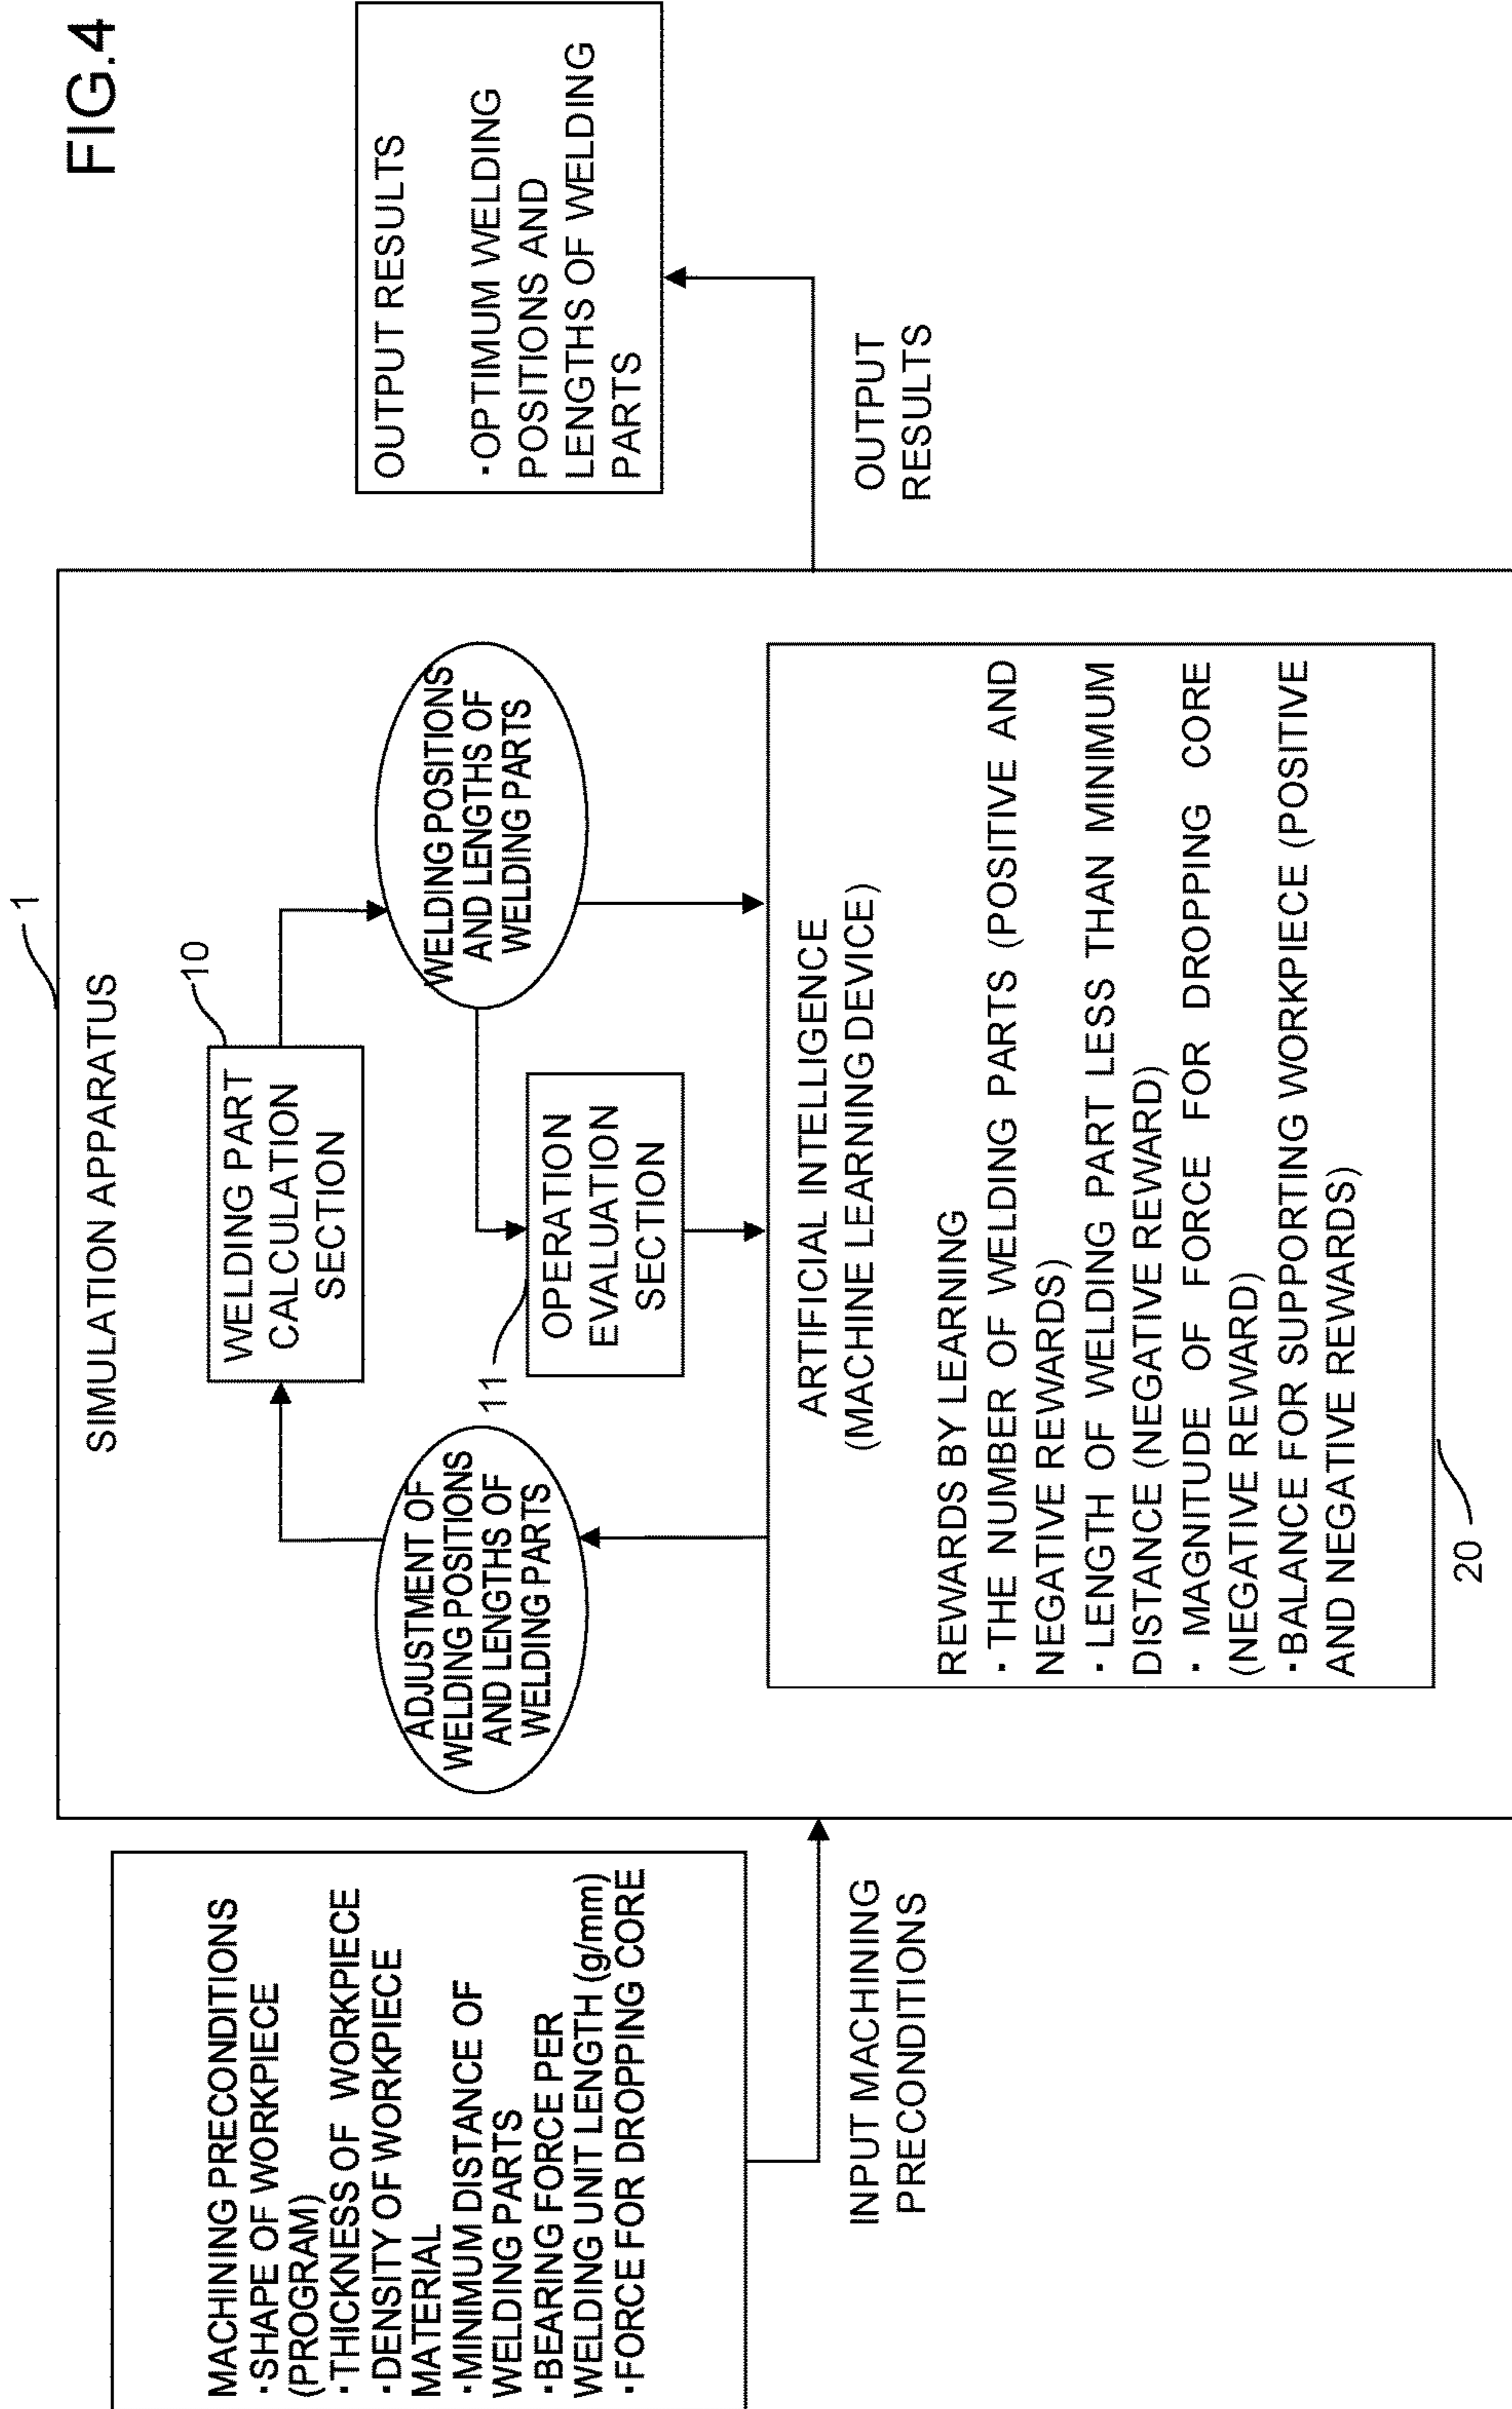 FIG.4
MACHINING PRECONDITIONS
・SHAPE OF WORKPIECE
(PROGRAM)
・THICKNESS OF WORKPIECE
・DENSITY OF WORKPIECE
MATERIAL
・MINIMUM DISTANCE OF
WELDING PARTS
・BEARING FORCE PER
WELDING UNIT LENGTH (g/mm)
・FORCE FOR DROPPING CORE
INPUT MACHINING
PRECONDITIONS
1
SIMULATION APPARATUS
10
WELDING PART
CALCULATION
SECTION
ADJUSTMENT OF
WELDING POSITIONS
AND LENGTHS OF
WELDING PARTS
WELDING POSITIONS
AND LENGTHS OF
WELDING PARTS
11
OPERATION
EVALUATION
SECTION
ARTIFICIAL INTELLIGENCE
(MACHINE LEARNING DEVICE)
REWARDS BY LEARNING
・THE NUMBER OF WELDING PARTS (POSITIVE AND
NEGATIVE REWARDS)
・LENGTH OF WELDING PART LESS THAN MINIMUM
DISTANCE (NEGATIVE REWARD)
・MAGNITUDE OF FORCE FOR DROPPING CORE
(NEGATIVE REWARD)
・BALANCE FOR SUPPORTING WORKPIECE (POSITIVE
AND NEGATIVE REWARDS)
20
OUTPUT
RESULTS
OUTPUT RESULTS
・OPTIMUM WELDING
POSITIONS AND
LENGTHS OF WELDING
PARTS